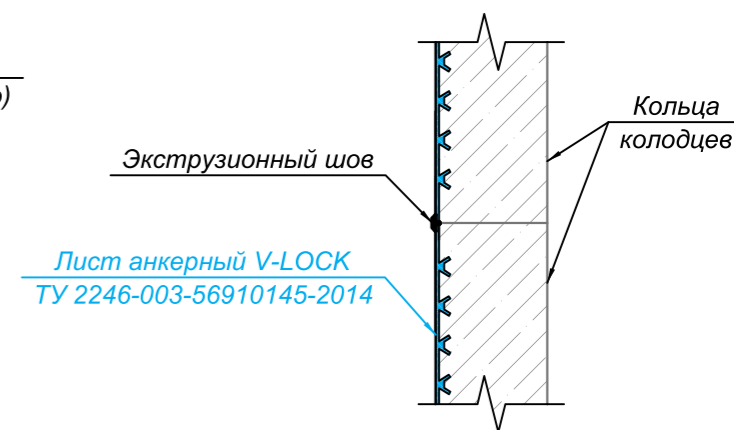 Кольца
колодцев
Экструзионный шов
Лист анкерный V-LOCK
ТУ 2246-003-56910145-2014